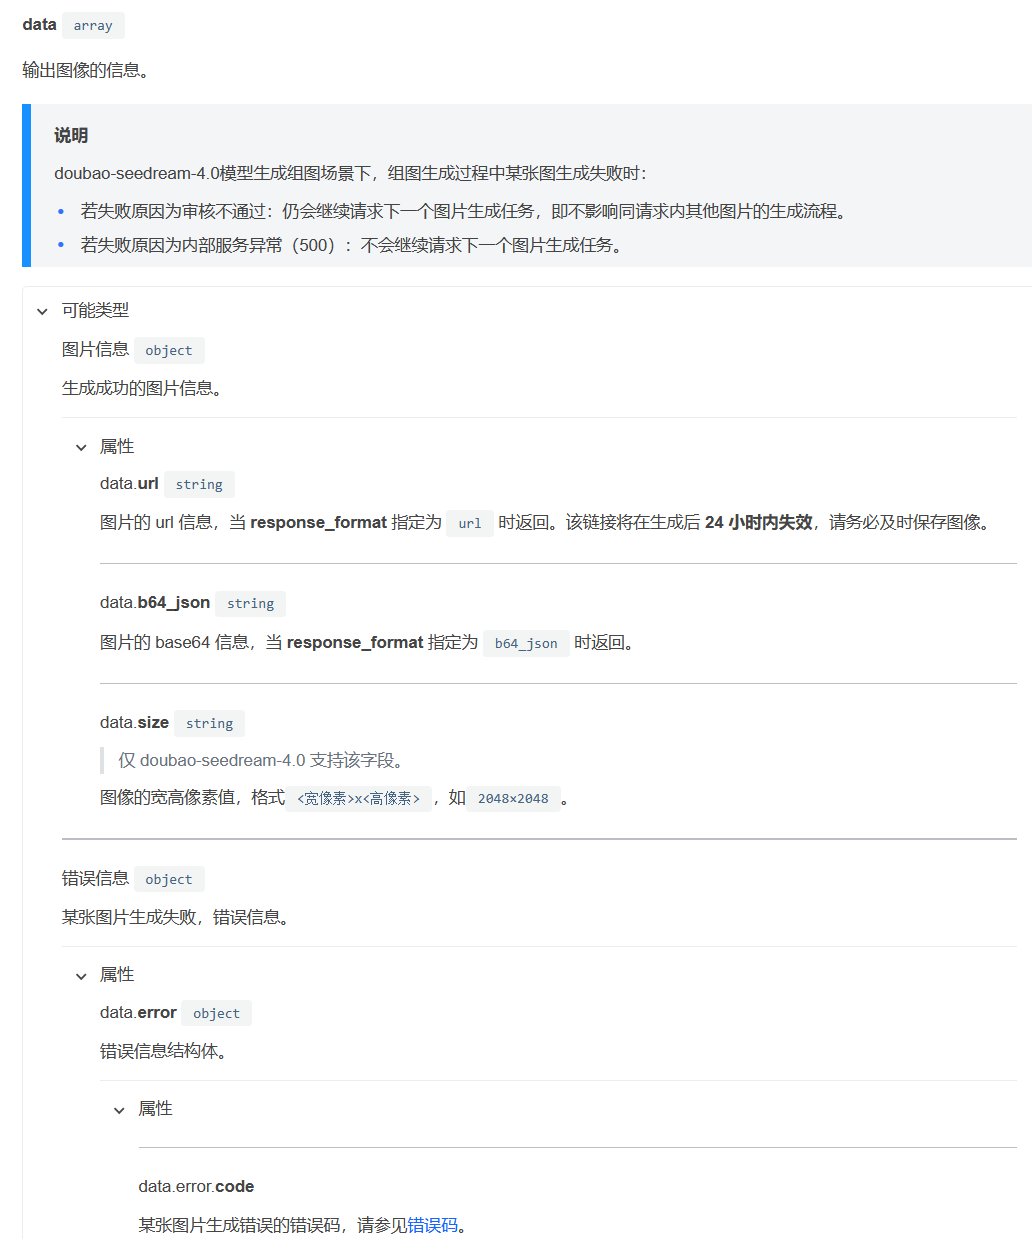 data array
输出图像的信息。
说明
doubao-seedream-4.0模型生成组图场景下，组图生成过程中某张图生成失败时：
• 若失败原因为审核不通过：仍会继续请求下一个图片生成任务，即不影响同请求内其他图片的生成流程。
• 若失败原因为内部服务异常（500）：不会继续请求下一个图片生成任务。
可能类型
图片信息 object
生成成功的图片信息。
属性
data.url string
图片的 url 信息，当 response_format 指定为 url 时返回。该链接将在生成后 24 小时内失效，请务必及时保存图像。
data.b64_json string
图片的 base64 信息，当 response_format 指定为 b64_json 时返回。
data.size string
仅 doubao-seedream-4.0 支持该字段。
图像的宽高像素值，格式 <宽像素>x<高像素>，如 2048×2048。
错误信息 object
某张图片生成失败，错误信息。
属性
data.error object
错误信息结构体。
属性
data.error.code
某张图片生成错误的错误码，请参见错误码。